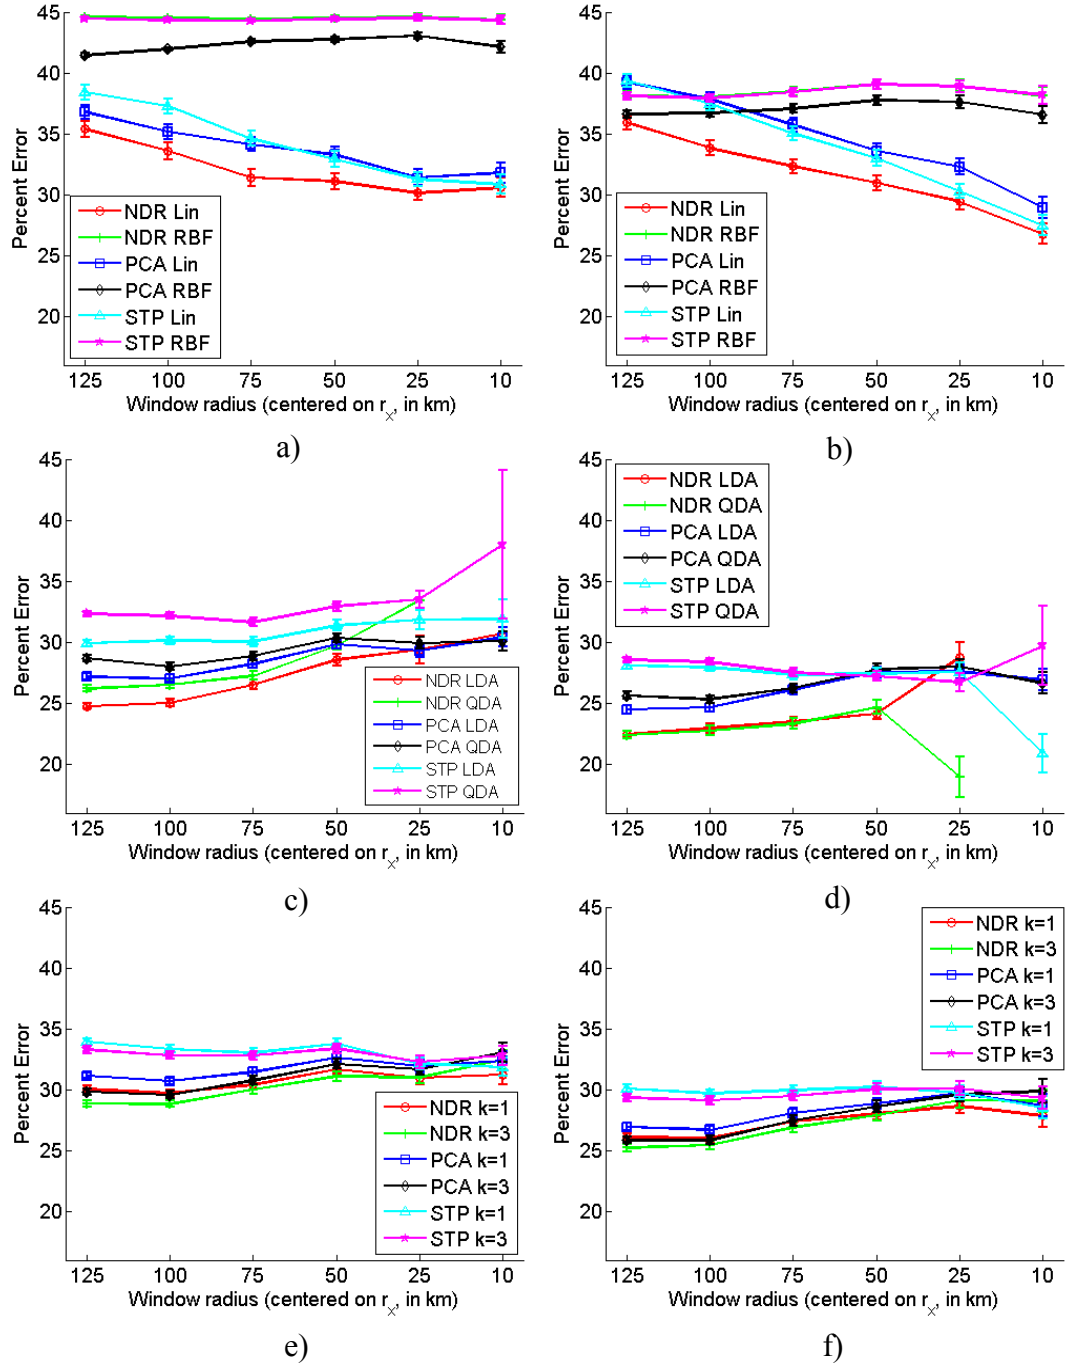 45
40
35
30
25
20
Percent Error
NDR Lin
NDR RBF
PCA Lin
PCA RBF
STP Lin
STP RBF
125 100 75 50 25 10
Window radius (centered on r_x, in km)
a)
45
40
35
30
25
20
Percent Error
NDR Lin
NDR RBF
PCA Lin
PCA RBF
STP Lin
STP RBF
125 100 75 50 25 10
Window radius (centered on r_x, in km)
b)
45
40
35
30
25
20
Percent Error
NDR LDA
NDR QDA
PCA LDA
PCA QDA
STP LDA
STP QDA
125 100 75 50 25 10
Window radius (centered on r_x, in km)
c)
45
40
35
30
25
20
Percent Error
NDR LDA
NDR QDA
PCA LDA
PCA QDA
STP LDA
STP QDA
125 100 75 50 25 10
Window radius (centered on r_x, in km)
d)
45
40
35
30
25
20
Percent Error
NDR k=1
NDR k=3
PCA k=1
PCA k=3
STP k=1
STP k=3
125 100 75 50 25 10
Window radius (centered on r_x, in km)
e)
45
40
35
30
25
20
Percent Error
NDR k=1
NDR k=3
PCA k=1
PCA k=3
STP k=1
STP k=3
125 100 75 50 25 10
Window radius (centered on r_x, in km)
f)